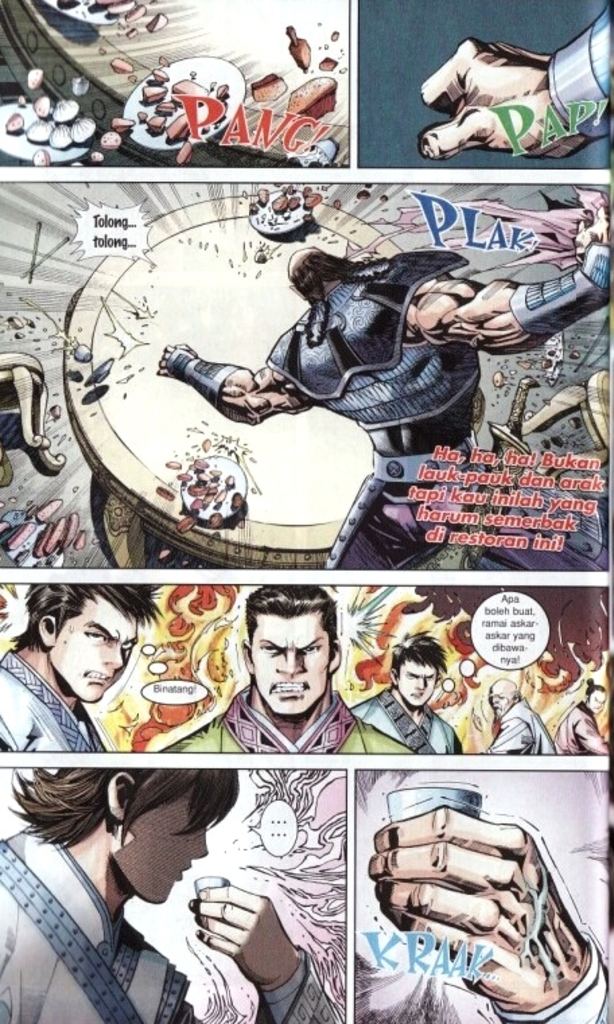 PANG!
PAP!
Tolong...
tolong...
PLAK!
Ha, ha, ha! Bukan
lauk-pauk dan arak
tapi kau inilah yang
harum semerbak
di restoran ini!
Binatang!
Apa
boleh buat,
ramai askar-
askar yang
dibawa-
nya!
...
...
KRAAK...